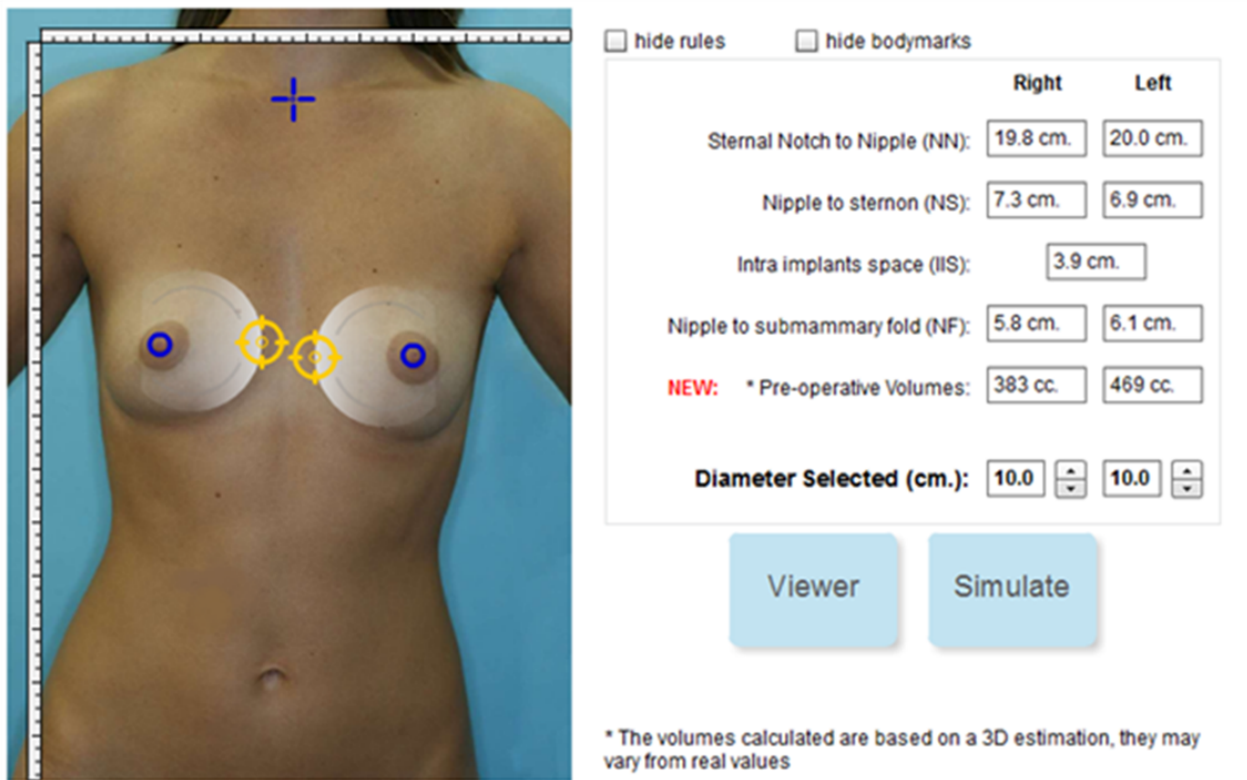 hide rules hide bodymarks
Right Left
Sternal Notch to Nipple (NN): 19.8 cm. 20.0 cm.
Nipple to sternon (NS): 7.3 cm. 6.9 cm.
Intra implants space (IIS): 3.9 cm.
Nipple to submammary fold (NF): 5.8 cm. 6.1 cm.
NEW: * Pre-operative Volumes: 383 cc. 469 cc.
Diameter Selected (cm.): 10.0 10.0
Viewer Simulate
* The volumes calculated are based on a 3D estimation, they may
vary from real values